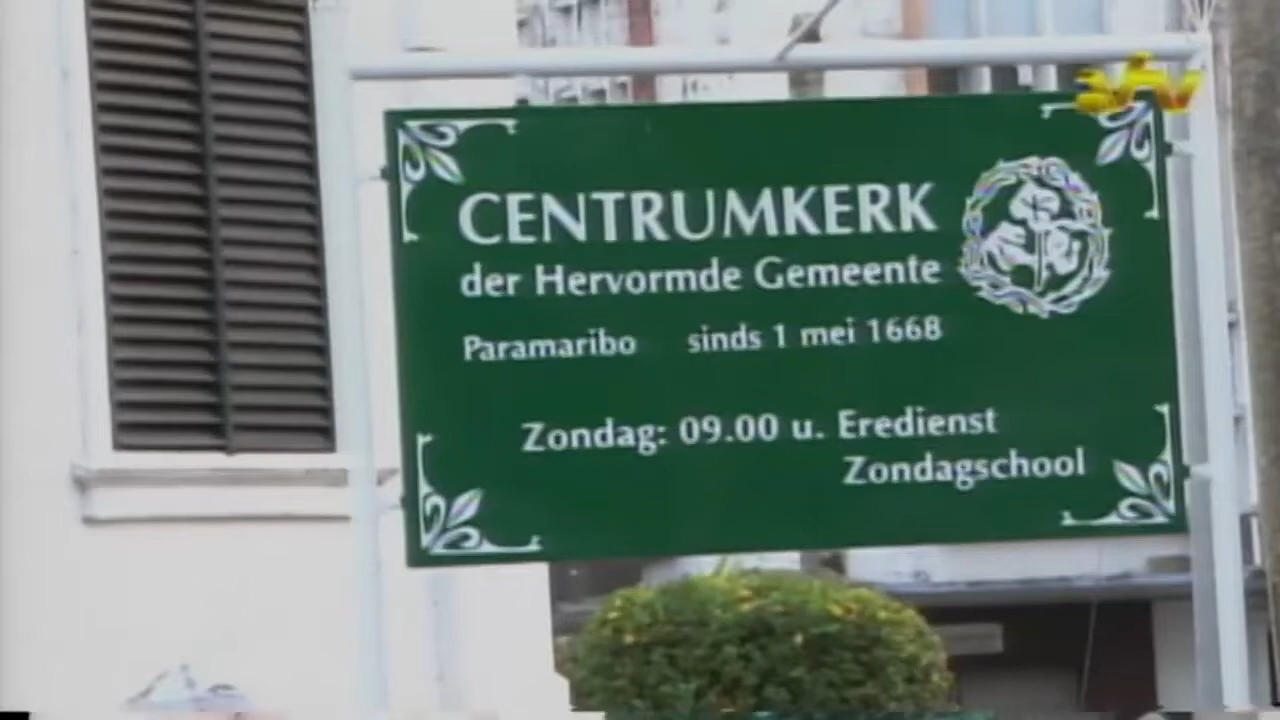 CENTRUMKERK
der Hervormde Gemeente
Paramaribo sinds 1 mei 1668
Zondag: 09.00 u. Eredienst
Zondagschool